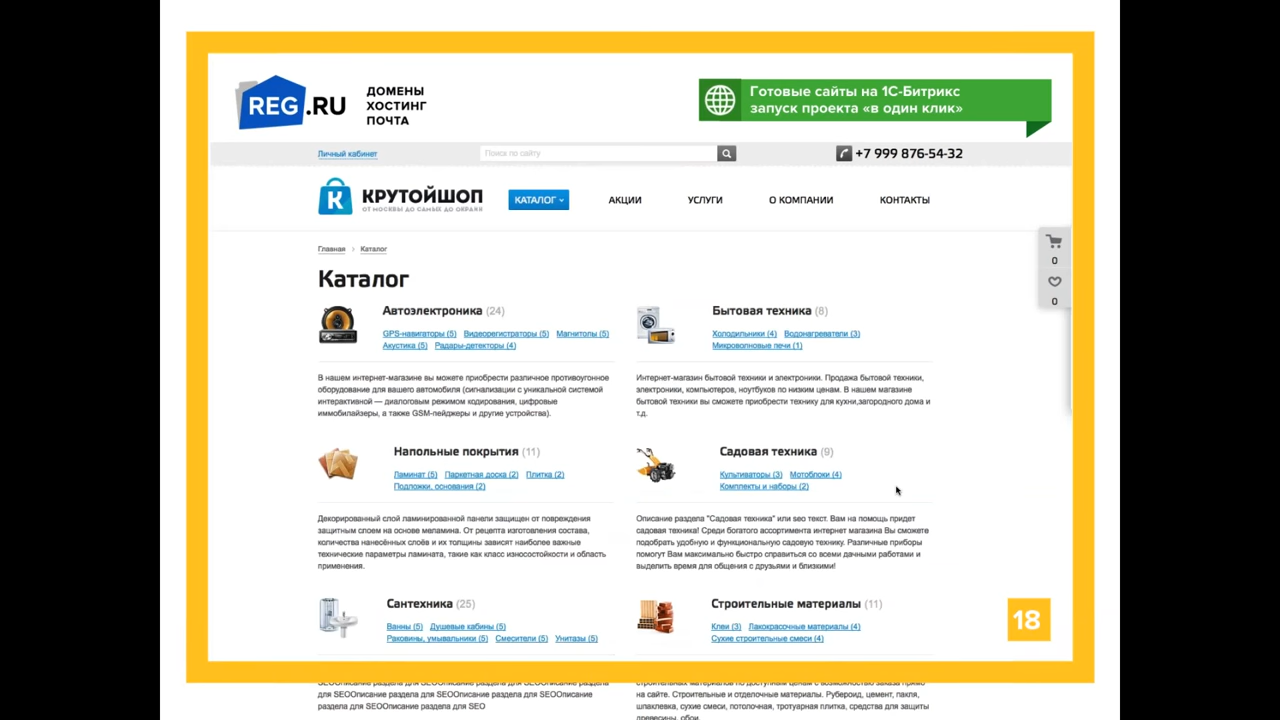 REG.RU
ДОМЕНЫ
ХОСТИНГ
ПОЧТА
Готовые сайты на 1С-Битрикс
запуск проекта «в один клик»
Личный кабинет
Поиск по сайту
+7 999 876-54-32
К
КРУТОЙШОП
ОТ МОСКВЫ ДО САМЫХ ДО ОКРАИН
КАТАЛОГ
АКЦИИ
УСЛУГИ
О КОМПАНИИ
КОНТАКТЫ
0
0
Главная > Каталог
Каталог
Автоэлектроника (24)
GPS-навигаторы (5) Видеорегистраторы (5) Магнитолы (5)
Акустика (5) Радары-детекторы (4)
В нашем интернет-магазине вы можете приобрести различное противоугонное
оборудование для вашего автомобиля (сигнализации с уникальной системой
интерактивной — диалоговым режимом кодирования, цифровые
иммобилайзеры, а также GSM-пейджеры и другие устройства).
Бытовая техника (8)
Холодильники (4) Водонагреватели (3)
Микроволновые печи (1)
Интернет-магазин бытовой техники и электроники. Продажа бытовой техники,
электроники, компьютеров, ноутбуков по низким ценам. В нашем магазине
бытовой техники вы сможете приобрести технику для кухни,загородного дома и
т.д.
Напольные покрытия (11)
Ламинат (5) Паркетная доска (2) Плитка (2)
Подложки, основания (2)
Декорированный слой ламинированной панели защищен от повреждения
защитным слоем на основе меламина. От рецепта изготовления состава,
количества нанесённых слоёв и их толщины зависят наиболее важные
технические параметры ламината, такие как класс износостойкости и область
применения.
Садовая техника (9)
Культиваторы (3) Мотоблоки (4)
Комплекты и наборы (2)
Описание раздела "Садовая техника" или seo текст. Вам на помощь придет
садовая техника! Среди богатого ассортимента интернет магазина Вы сможете
подобрать удобную и функциональную садовую технику. Различные приборы
помогут Вам максимально быстро справиться со всеми дачными работами и
выделить время для общения с друзьями и близкими!
Сантехника (25)
Ванны (5) Душевые кабины (5)
Раковины, умывальники (5) Смесители (5) Унитазы (5)
Строительные материалы (11)
Клеи (3) Лакокрасочные материалы (4)
Сухие строительные смеси (4)
18
для SEOОписание раздела для SEOОписание раздела для SEOОписание
раздела для SEOОписание раздела для SEO
на сайте. Строительные и отделочные материалы. Рубероид, цемент, пакля,
шпаклевка, сухие смеси, потолочная, тротуарная плитка, средства для защиты